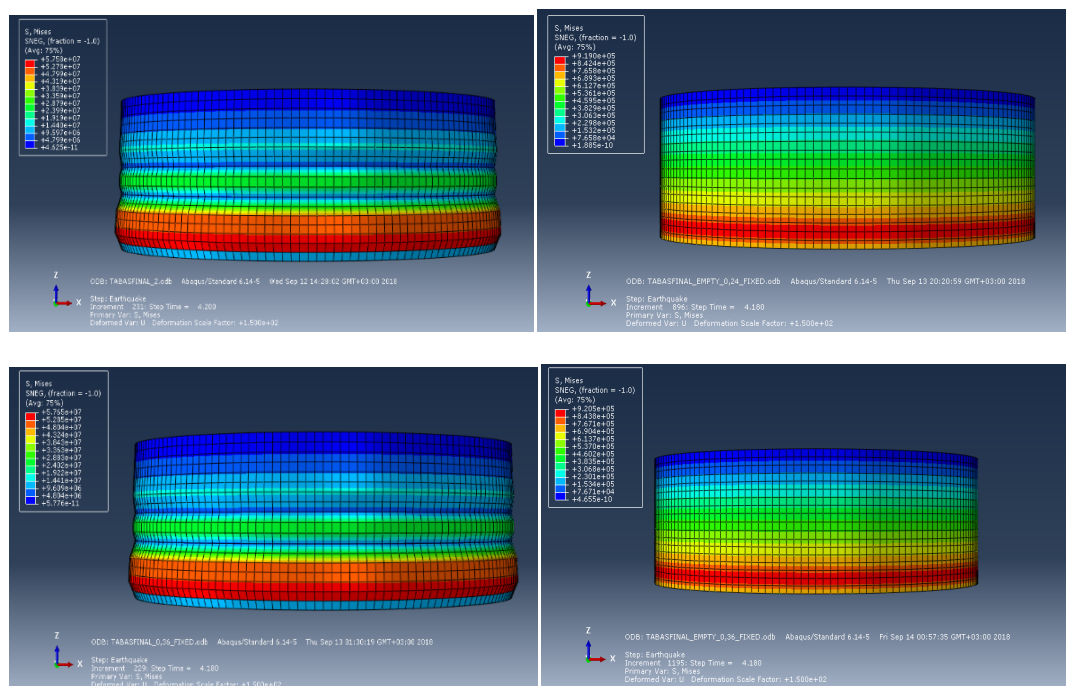 S, Mises
SNEG, (fraction = -1.0)
(Avg: 75%)
+5.758e+07
+5.278e+07
+4.799e+07
+4.319e+07
+3.839e+07
+3.359e+07
+2.879e+07
+2.399e+07
+1.919e+07
+1.440e+07
+9.597e+06
+4.799e+06
+4.625e-11
Z
X
ODB: TABASFINAL_2.odb Abaqus/Standard 6.14-5 Wed Sep 12 14:28:02 GMT+03:00 2018
Step: Earthquake
Increment 231: Step Time = 4.200
Primary Var: S, Mises
Deformed Var: U Deformation Scale Factor: +1.500e+02
S, Mises
SNEG, (fraction = -1.0)
(Avg: 75%)
+9.190e+05
+8.424e+05
+7.658e+05
+6.893e+05
+6.127e+05
+5.361e+05
+4.595e+05
+3.829e+05
+3.063e+05
+2.298e+05
+1.532e+05
+7.658e+04
+1.885e-10
Z
X
ODB: TABASFINAL_EMPTY_0,24_FIXED.odb Abaqus/Standard 6.14-5 Thu Sep 13 20:20:59 GMT+03:00 2018
Step: Earthquake
Increment 896: Step Time = 4.180
Primary Var: S, Mises
Deformed Var: U Deformation Scale Factor: +1.500e+02
S, Mises
SNEG, (fraction = -1.0)
(Avg: 75%)
+5.765e+07
+5.285e+07
+4.804e+07
+4.324e+07
+3.843e+07
+3.363e+07
+2.883e+07
+2.402e+07
+1.922e+07
+1.441e+07
+9.609e+06
+4.804e+06
+5.776e-11
Z
X
ODB: TABASFINAL_0,36_FIXED.odb Abaqus/Standard 6.14-5 Thu Sep 13 01:30:19 GMT+03:00 2018
Step: Earthquake
Increment 229: Step Time = 4.180
Primary Var: S, Mises
Deformed Var: U Deformation Scale Factor: +1.500e+02
S, Mises
SNEG, (fraction = -1.0)
(Avg: 75%)
+9.205e+05
+8.438e+05
+7.671e+05
+6.904e+05
+6.137e+05
+5.370e+05
+4.602e+05
+3.835e+05
+3.068e+05
+2.301e+05
+1.534e+05
+7.671e+04
+4.655e-10
Z
X
ODB: TABASFINAL_EMPTY_0,36_FIXED.odb Abaqus/Standard 6.14-5 Fri Sep 14 00:57:35 GMT+03:00 2018
Step: Earthquake
Increment 1195: Step Time = 4.180
Primary Var: S, Mises
Deformed Var: U Deformation Scale Factor: +1.500e+02